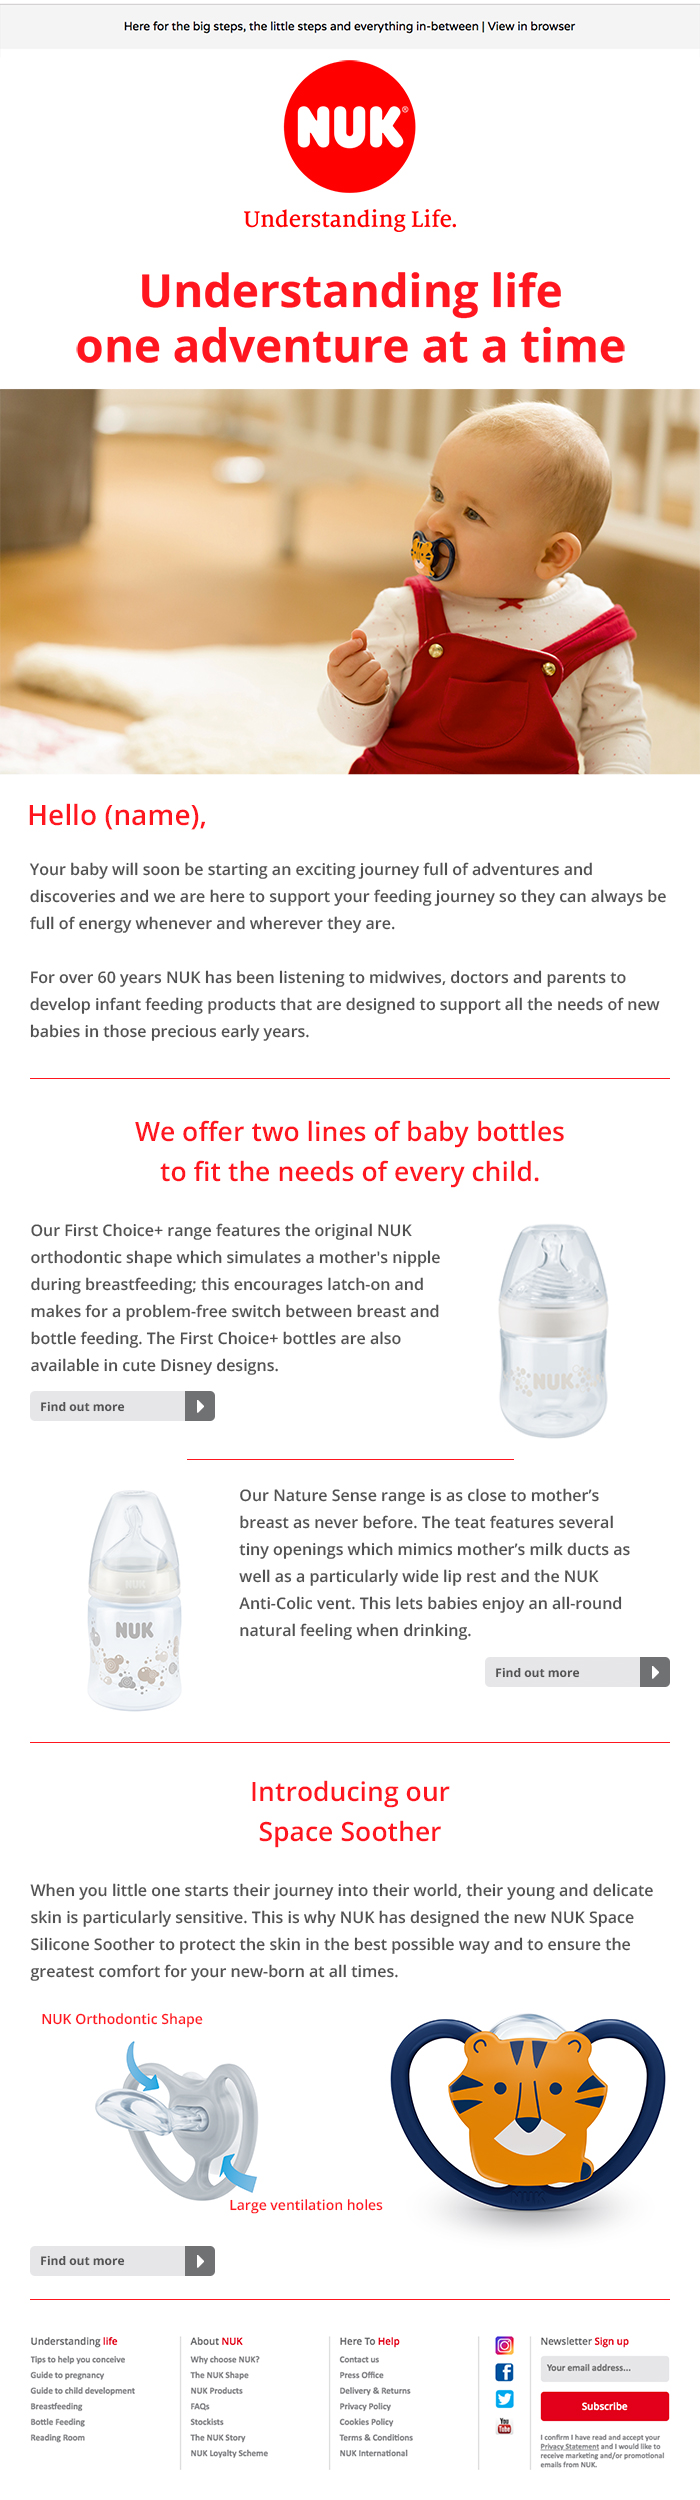 Here for the big steps, the little steps and everything in-between | View in browser
NUK®
Understanding Life.
Understanding life
one adventure at a time
Hello (name),
Your baby will soon be starting an exciting journey full of adventures and
discoveries and we are here to support your feeding journey so they can always be
full of energy whenever and wherever they are.
For over 60 years NUK has been listening to midwives, doctors and parents to
develop infant feeding products that are designed to support all the needs of new
babies in those precious early years.
We offer two lines of baby bottles
to fit the needs of every child.
Our First Choice+ range features the original NUK
orthodontic shape which simulates a mother's nipple
during breastfeeding; this encourages latch-on and
makes for a problem-free switch between breast and
bottle feeding. The First Choice+ bottles are also
available in cute Disney designs.
NUK
Find out more
Our Nature Sense range is as close to mother’s
breast as never before. The teat features several
tiny openings which mimics mother’s milk ducts as
well as a particularly wide lip rest and the NUK
Anti-Colic vent. This lets babies enjoy an all-round
natural feeling when drinking.
NUK
NUK
Find out more
Introducing our
Space Soother
When you little one starts their journey into their world, their young and delicate
skin is particularly sensitive. This is why NUK has designed the new NUK Space
Silicone Soother to protect the skin in the best possible way and to ensure the
greatest comfort for your new-born at all times.
NUK Orthodontic Shape
Large ventilation holes
NUK
Find out more
Understanding life
Tips to help you conceive
Guide to pregnancy
Guide to child development
Breastfeeding
Bottle Feeding
Reading Room
About NUK
Why choose NUK?
The NUK Shape
NUK Products
FAQs
Stockists
The NUK Story
NUK Loyalty Scheme
Here To Help
Contact us
Press Office
Delivery & Returns
Privacy Policy
Cookies Policy
Terms & Conditions
NUK International
You
Tube
Newsletter Sign up
Your email address...
Subscribe
I confirm I have read and accept your
Privacy Statement and I would like to
receive marketing and/or promotional
emails from NUK.